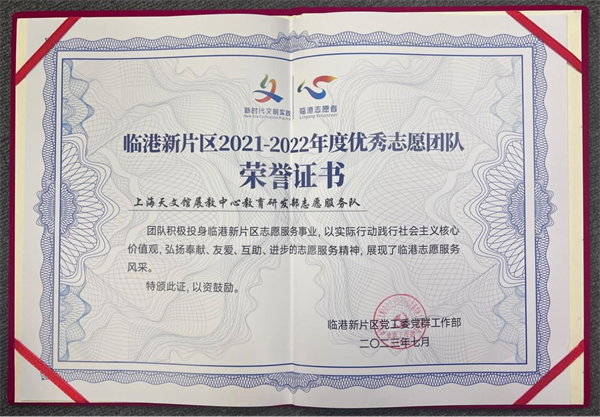 新时代文明实践
临港志愿者
Lingang Volunteer
临港新片区2021-2022年度优秀志愿团队
荣誉证书
上海天文馆展教中心教育研发部志愿服务队
团队积极投身临港新片区志愿服务事业，以实际行动践行社会主义核心
价值观，弘扬奉献、友爱、互助、进步的志愿服务精神，展现了临港志愿服务
风采。
特颁此证，以资鼓励。
临港新片区党工委党群工作部
二〇二三年七月